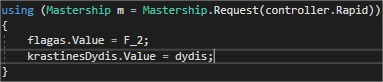 using (Mastership m = Mastership.Request(controller.Rapid))
{
flagas.Value = F_2;
krastinesDydis.Value = dydis;
}